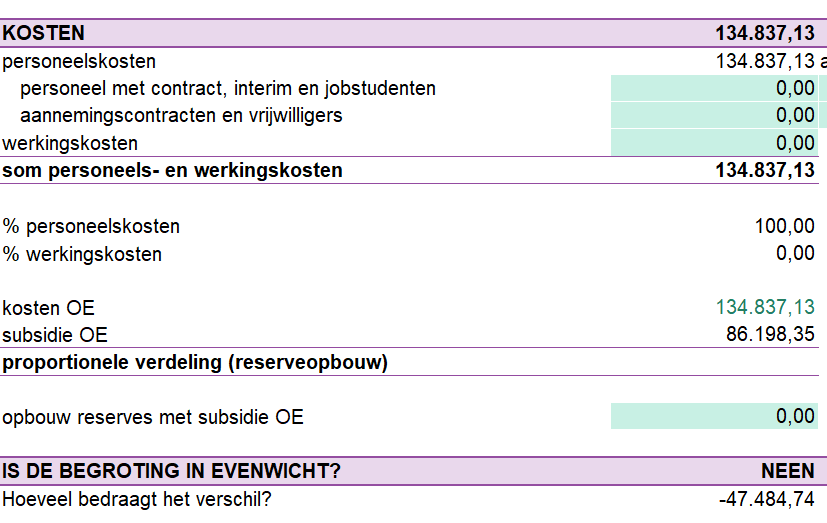 KOSTEN 134.837,13
personeelskosten 134.837,13 a
personeel met contract, interim en jobstudenten 0,00
aannemingscontracten en vrijwilligers 0,00
werkingskosten 0,00
som personeels- en werkingskosten 134.837,13
% personeelskosten 100,00
% werkingskosten 0,00
kosten OE 134.837,13
subsidie OE 86.198,35
proportionele verdeling (reserveopbouw)
opbouw reserves met subsidie OE 0,00
IS DE BEGROTING IN EVENWICHT? NEEN
Hoeveel bedraagt het verschil? -47.484,74